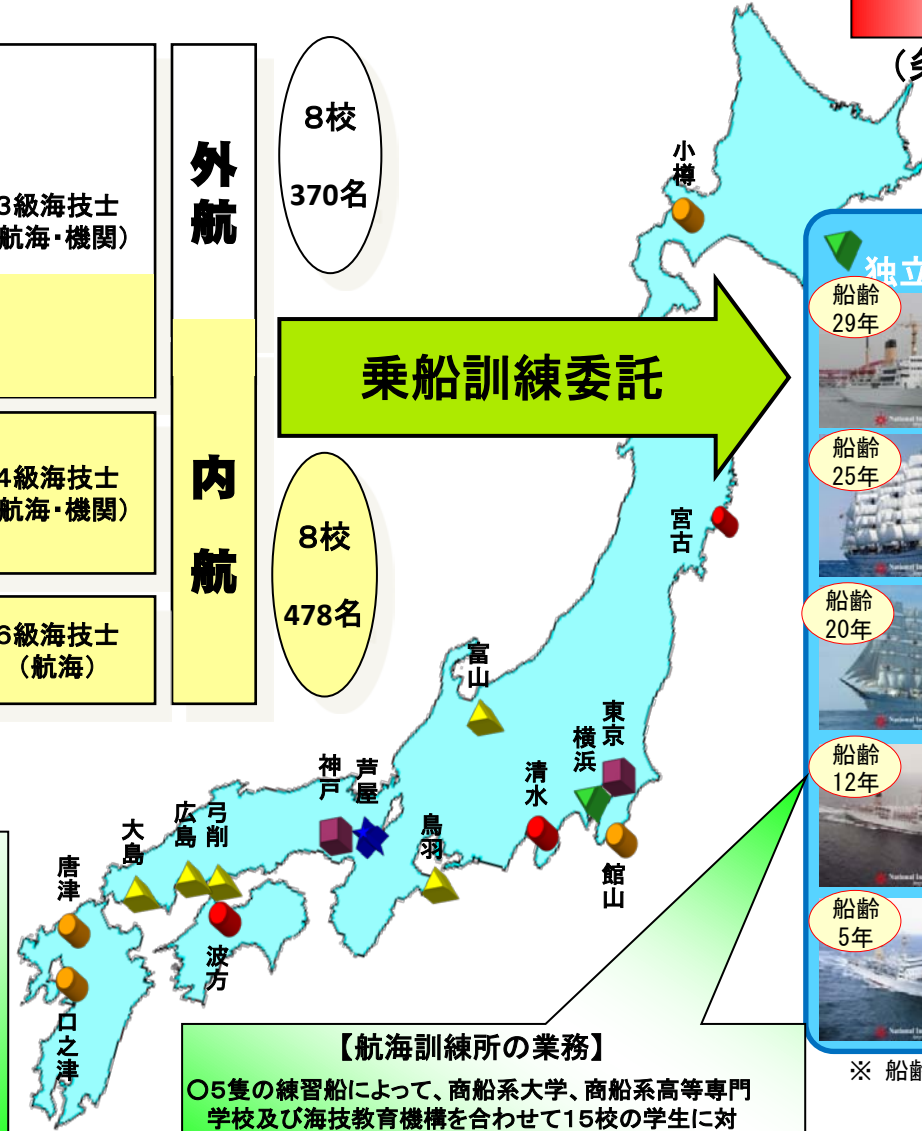 3級海技士
(航海・機関)
4級海技士
(航海・機関)
6級海技士
(航海)
外航
内航
8校
370名
8校
478名
乗船訓練委託
小樽
宮古
富山
東京
横浜
神戸
芦屋
清水
鳥羽
館山
弓削
広島
大島
唐津
波方
口之津
独立
船齢
29年
船齢
25年
船齢
20年
船齢
12年
船齢
5年
※ 船齢
【航海訓練所の業務】
○5隻の練習船によって、商船系大学、商船系高等専門
学校及び海技教育機構を合わせて15校の学生に対